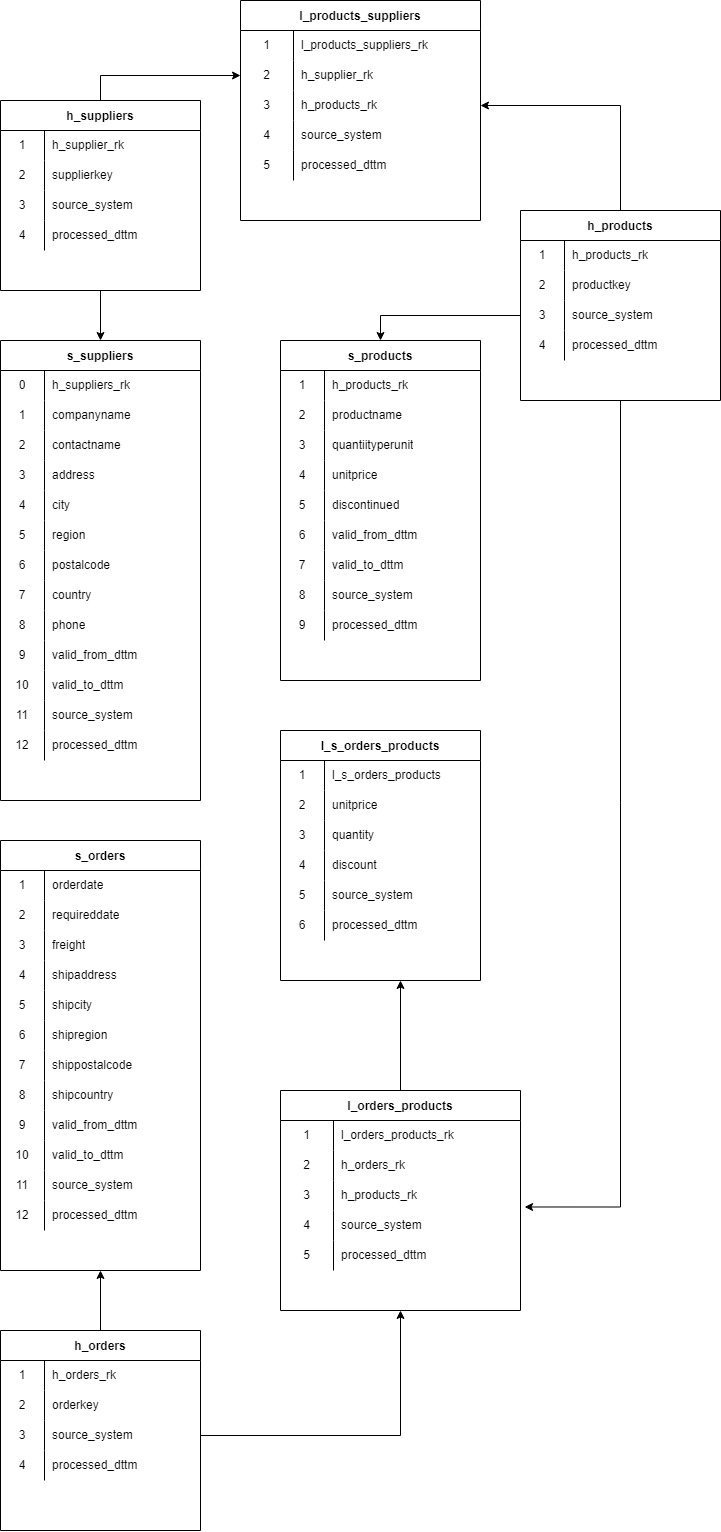 l_products_suppliers
1 l_products_suppliers_rk
2 h_supplier_rk
3 h_products_rk
4 source_system
5 processed_dttm
h_suppliers
1 h_supplier_rk
2 supplierkey
3 source_system
4 processed_dttm
h_products
1 h_products_rk
2 productkey
3 source_system
4 processed_dttm
s_suppliers
0 h_suppliers_rk
1 companyname
2 contactname
3 address
4 city
5 region
6 postalcode
7 country
8 phone
9 valid_from_dttm
10 valid_to_dttm
11 source_system
12 processed_dttm
s_products
1 h_products_rk
2 productname
3 quantiityperunit
4 unitprice
5 discontinued
6 valid_from_dttm
7 valid_to_dttm
8 source_system
9 processed_dttm
l_s_orders_products
1 l_s_orders_products
2 unitprice
3 quantity
4 discount
5 source_system
6 processed_dttm
s_orders
1 orderdate
2 requireddate
3 freight
4 shipaddress
5 shipcity
6 shipregion
7 shippostalcode
8 shipcountry
9 valid_from_dttm
10 valid_to_dttm
11 source_system
12 processed_dttm
l_orders_products
1 l_orders_products_rk
2 h_orders_rk
3 h_products_rk
4 source_system
5 processed_dttm
h_orders
1 h_orders_rk
2 orderkey
3 source_system
4 processed_dttm